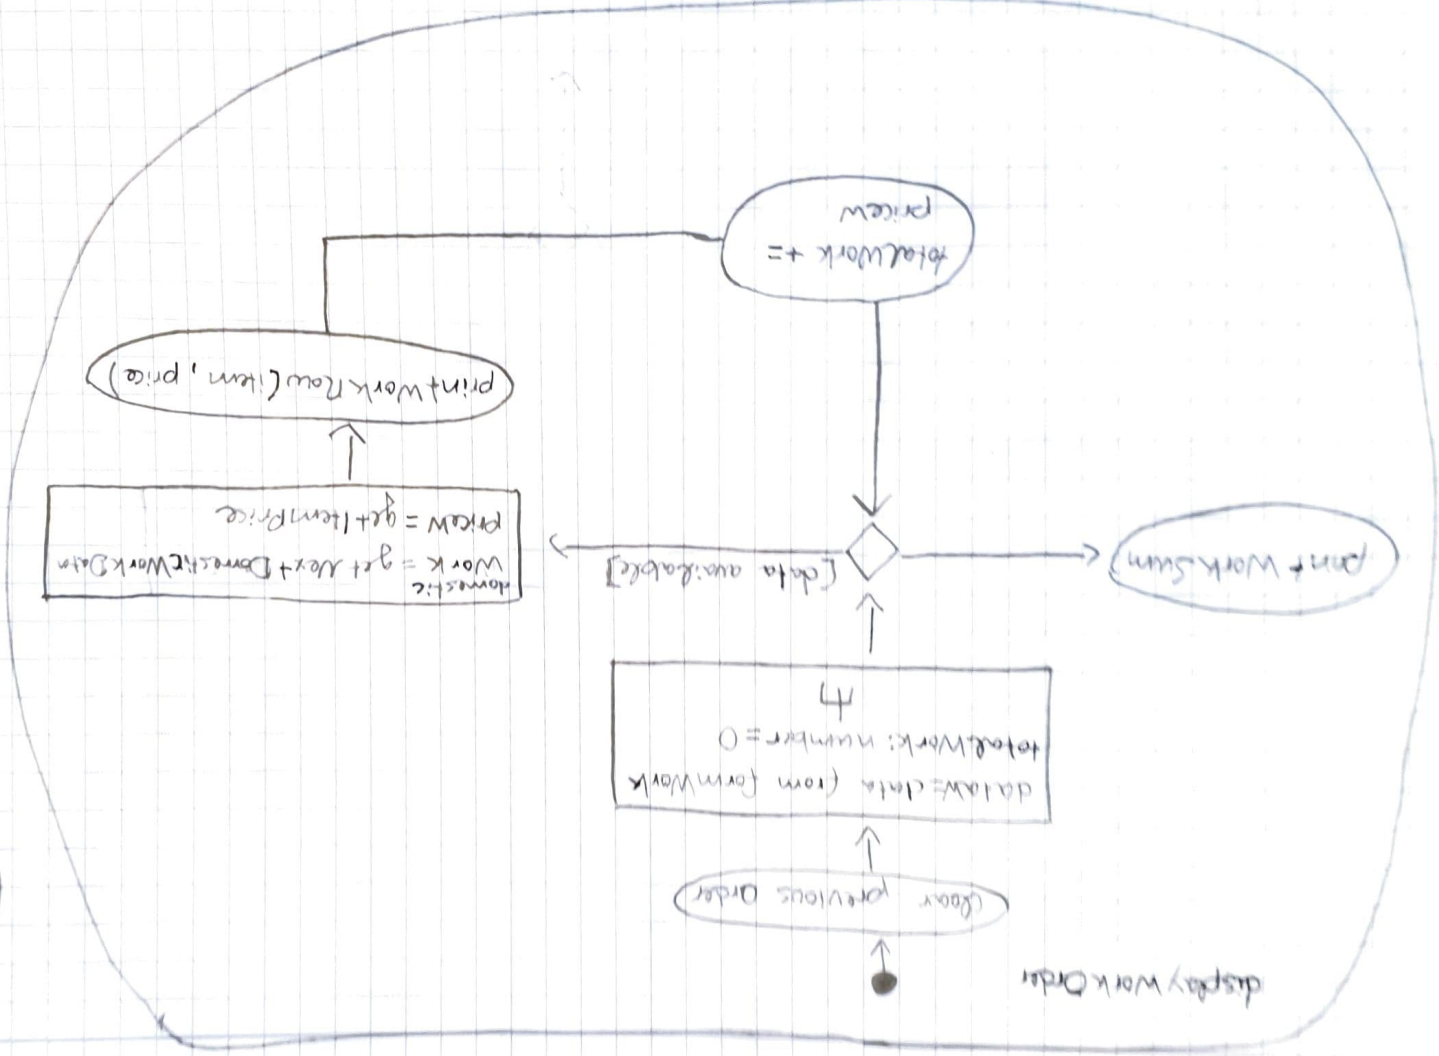 displayWorkOrder
clear previous Order
dataW=data from formWork
totalWork: number=0
[data available]
domestic
Work = getNextDomesticWorkData
priceW = getItemPrice
printWorkRow(item, price)
totalWork +=
priceW
printWorkSum